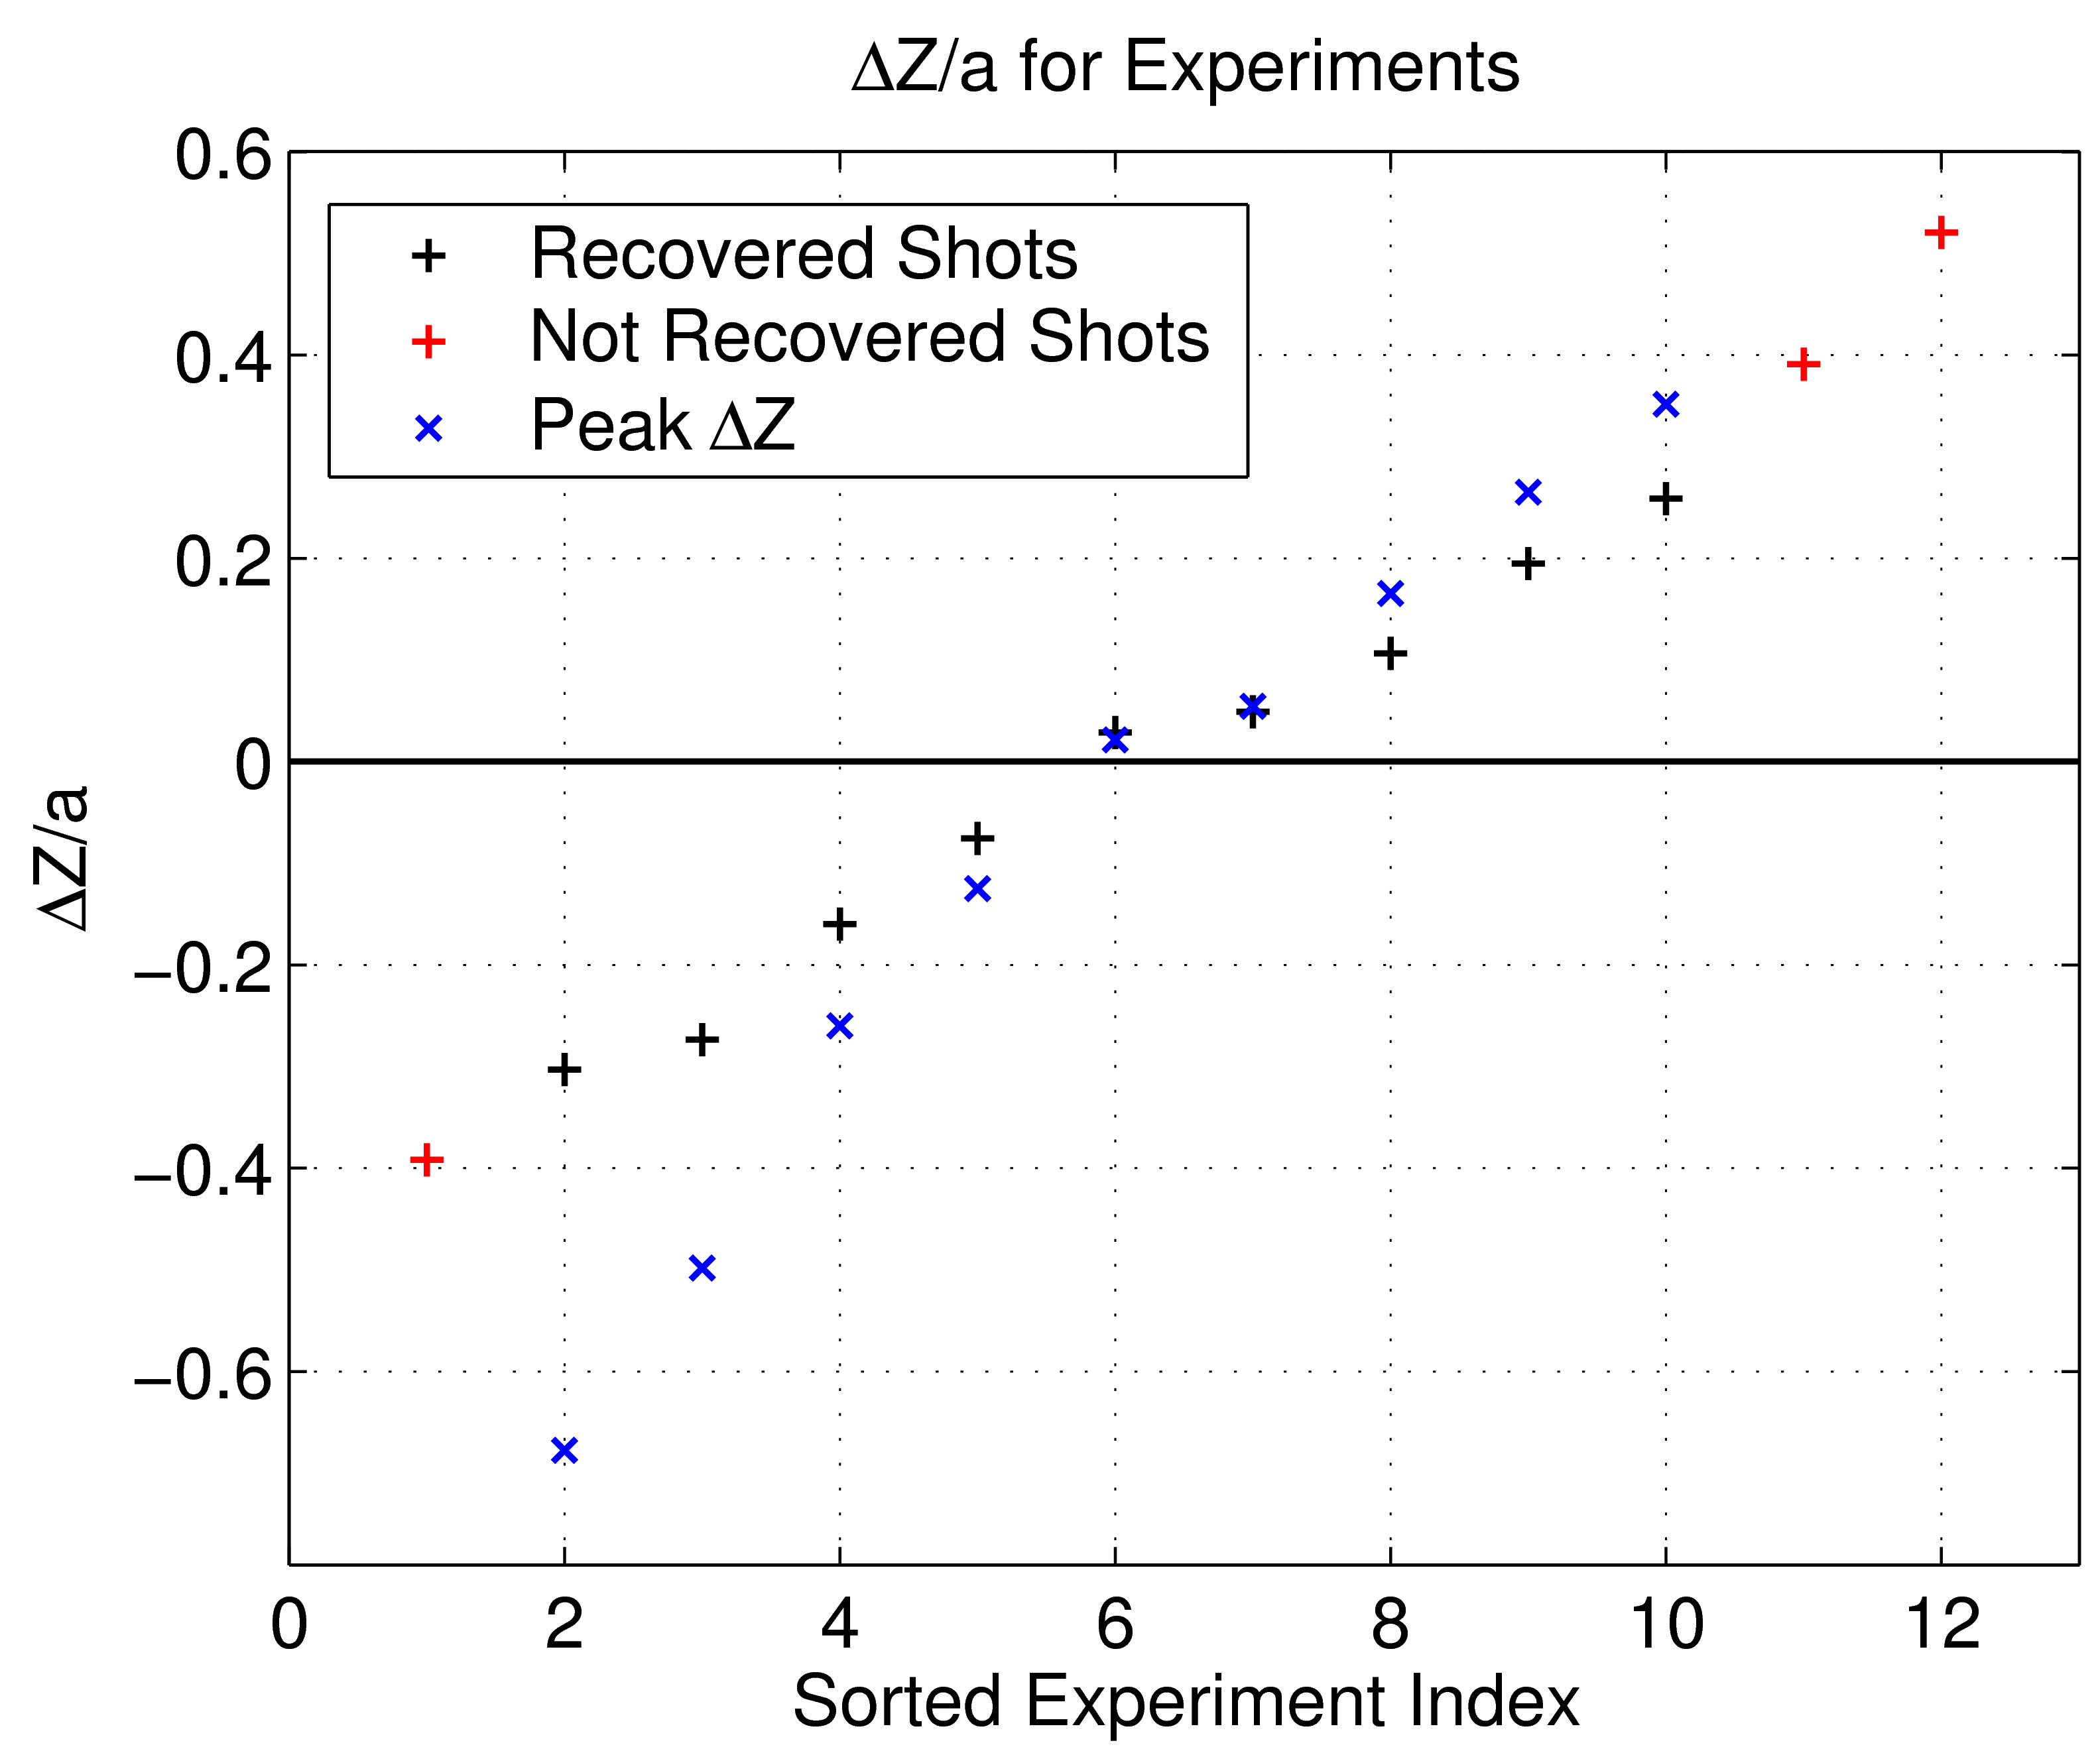 ΔZ/a for Experiments
0.6
0.4
0.2
0
−0.2
−0.4
−0.6
ΔZ/a
Recovered Shots
Not Recovered Shots
Peak ΔZ
0 2 4 6 8 10 12
Sorted Experiment Index